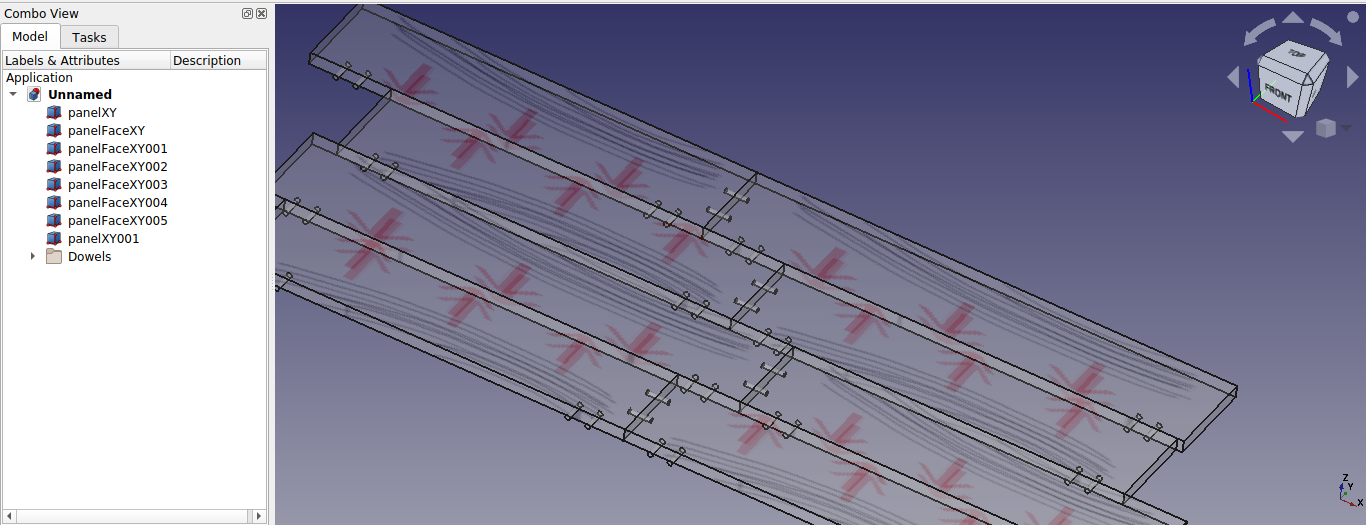 Combo View
Model
Tasks
Labels & Attributes
Description
Application
Unnamed
panelXY
panelFaceXY
panelFaceXY001
panelFaceXY002
panelFaceXY003
panelFaceXY004
panelFaceXY005
panelXY001
Dowels
TOP
FRONT
Z
Y
X